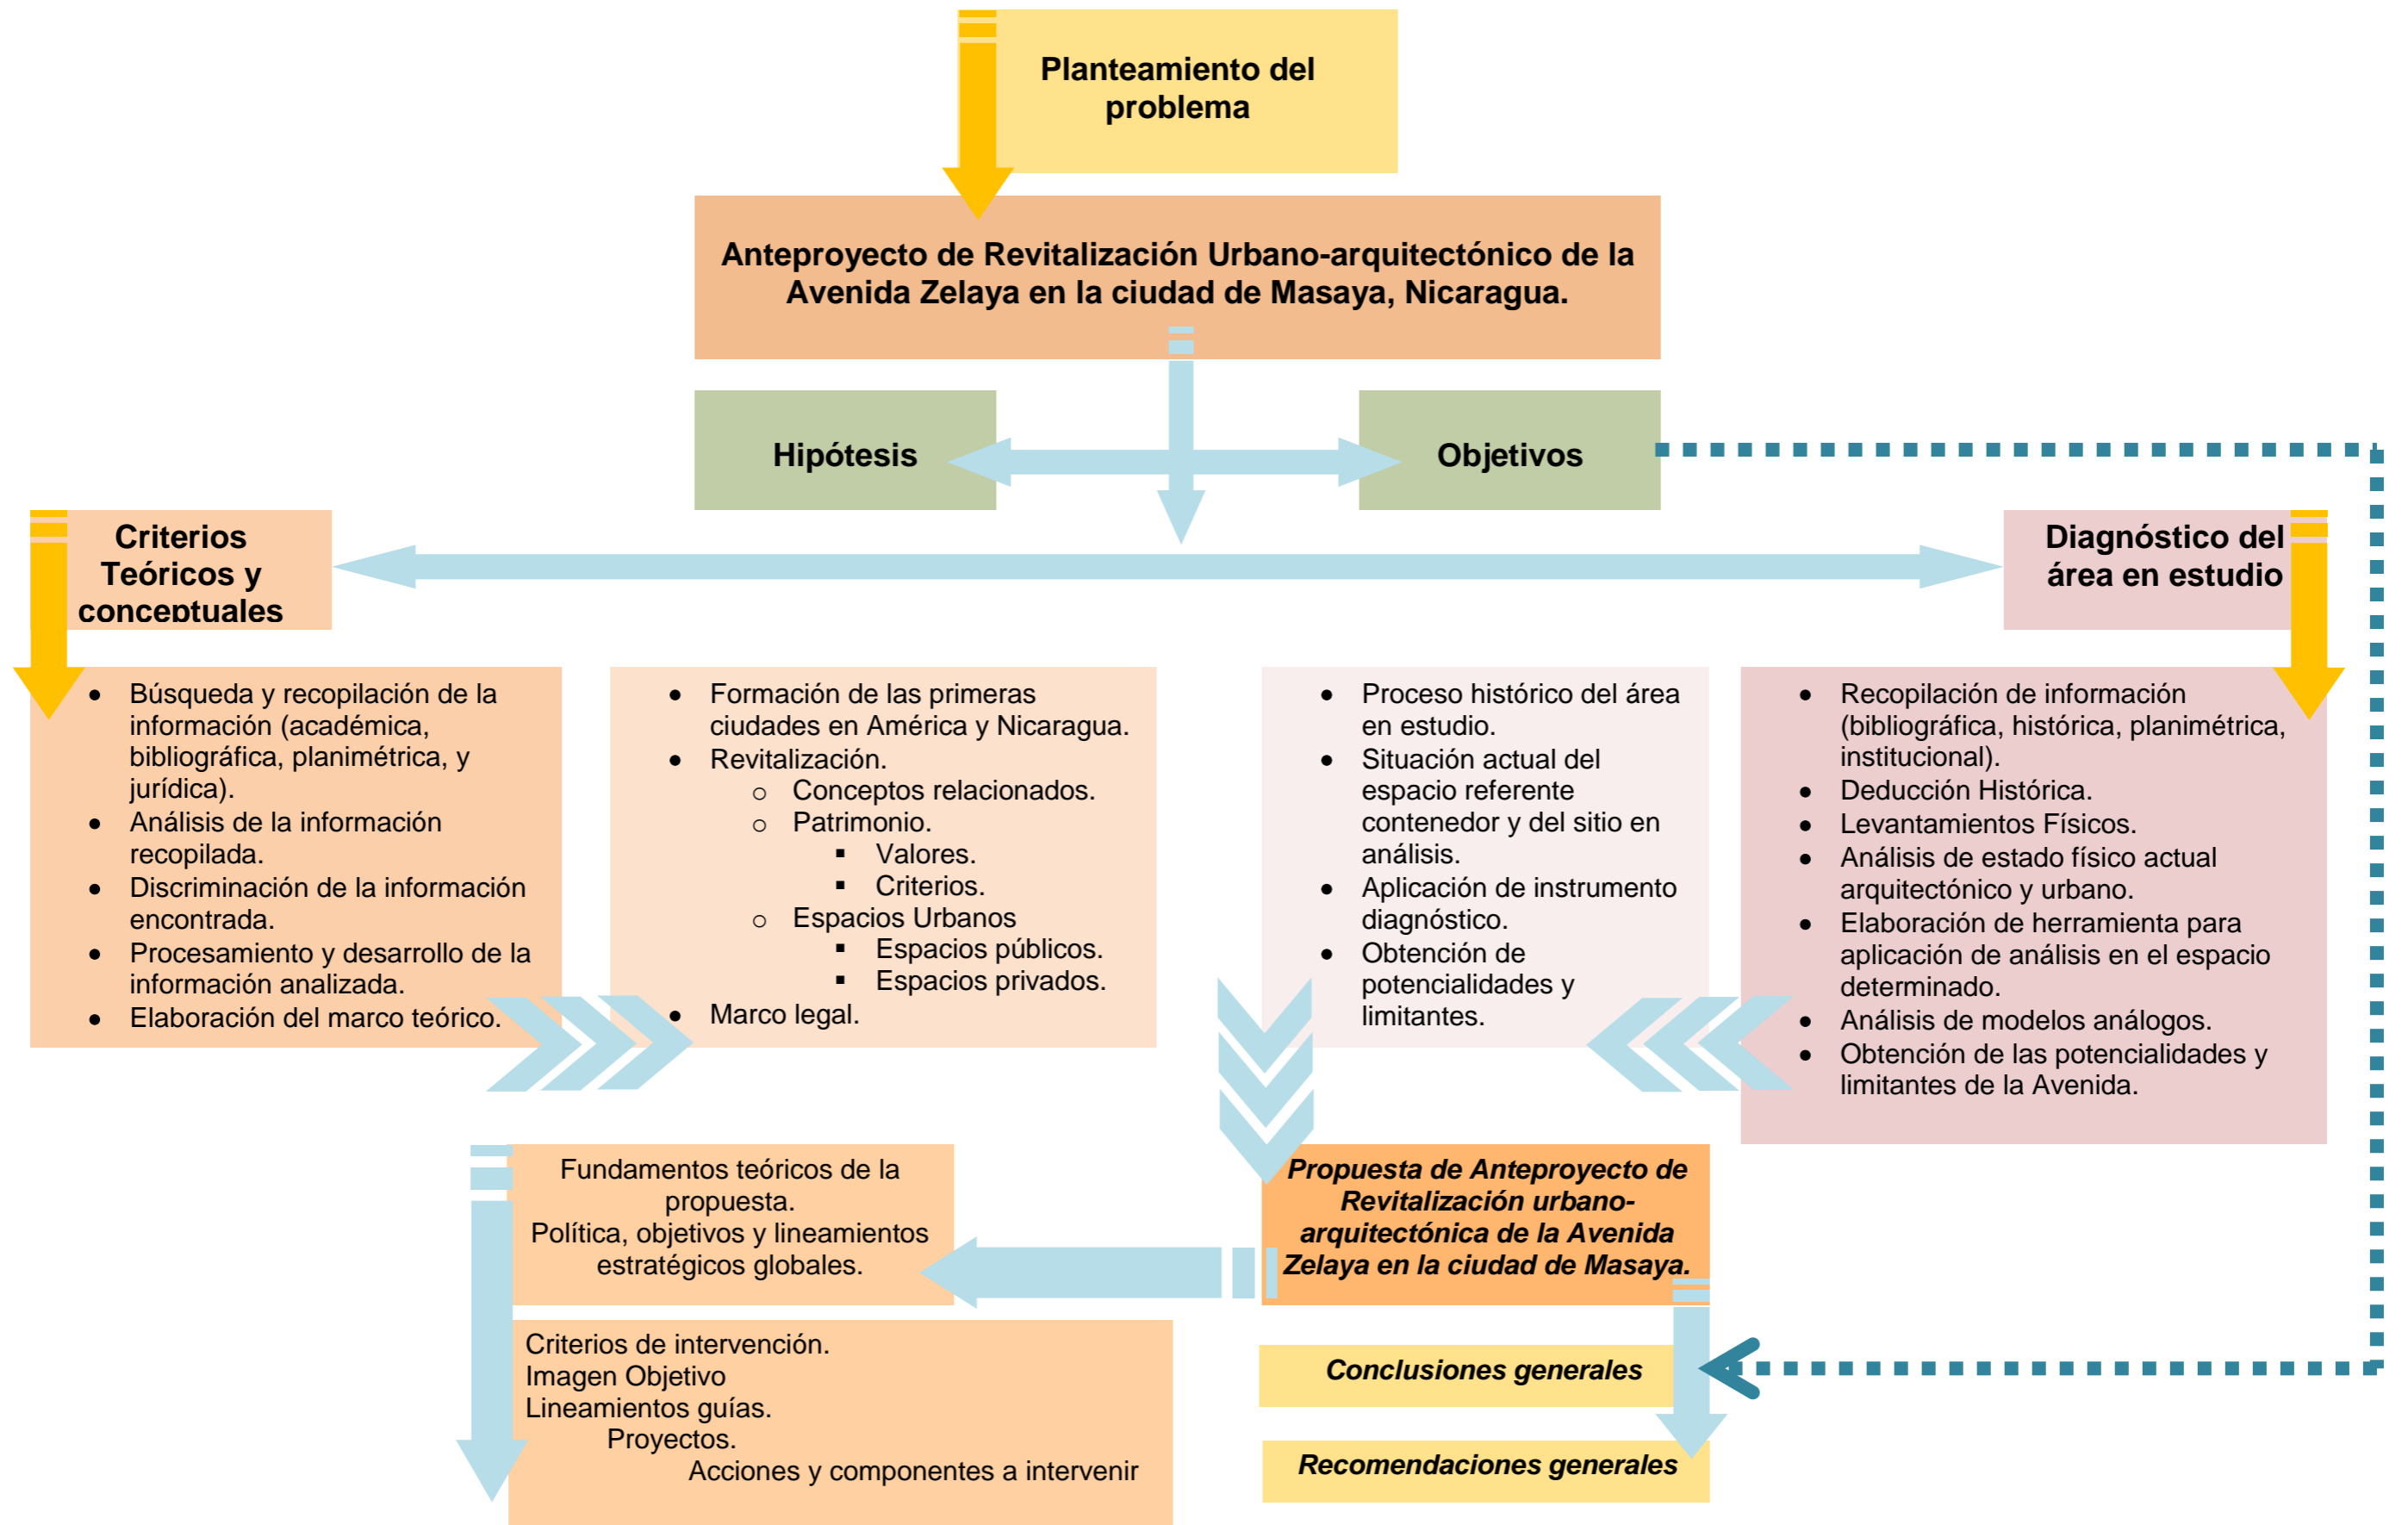 Planteamiento del
problema
Anteproyecto de Revitalización Urbano-arquitectónico de la
Avenida Zelaya en la ciudad de Masaya, Nicaragua.
Hipótesis
Objetivos
Criterios
Teóricos y
conceptuales
Diagnóstico del
área en estudio
● Búsqueda y recopilación de la
información (académica,
bibliográfica, planimétrica, y
jurídica).
● Análisis de la información
recopilada.
● Discriminación de la información
encontrada.
● Procesamiento y desarrollo de la
información analizada.
● Elaboración del marco teórico.
● Formación de las primeras
ciudades en América y Nicaragua.
● Revitalización.
o Conceptos relacionados.
o Patrimonio.
▪ Valores.
▪ Criterios.
o Espacios Urbanos
▪ Espacios públicos.
▪ Espacios privados.
● Marco legal.
● Proceso histórico del área
en estudio.
● Situación actual del
espacio referente
contenedor y del sitio en
análisis.
● Aplicación de instrumento
diagnóstico.
● Obtención de
potencialidades y
limitantes.
● Recopilación de información
(bibliográfica, histórica, planimétrica,
institucional).
● Deducción Histórica.
● Levantamientos Físicos.
● Análisis de estado físico actual
arquitectónico y urbano.
● Elaboración de herramienta para
aplicación de análisis en el espacio
determinado.
● Análisis de modelos análogos.
● Obtención de las potencialidades y
limitantes de la Avenida.
Fundamentos teóricos de la
propuesta.
Política, objetivos y lineamientos
estratégicos globales.
Propuesta de Anteproyecto de
Revitalización urbano-
arquitectónica de la Avenida
Zelaya en la ciudad de Masaya.
Criterios de intervención.
Imagen Objetivo
Lineamientos guías.
Proyectos.
Acciones y componentes a intervenir
Conclusiones generales
Recomendaciones generales